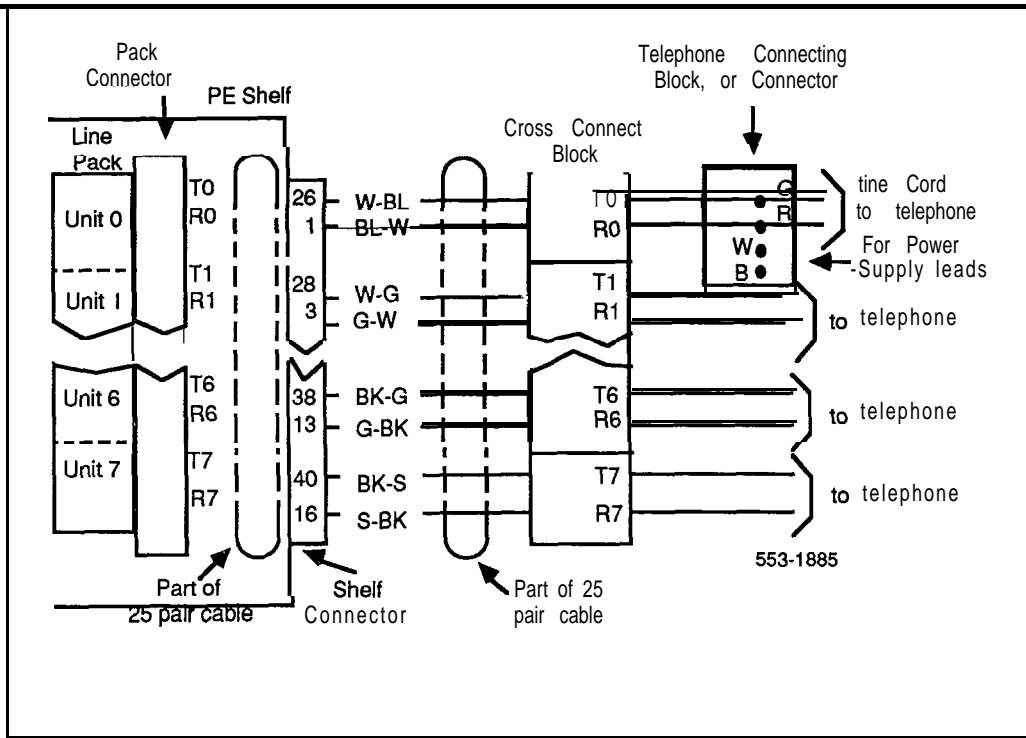 Pack
Connector
PE Shelf
Telephone Connecting
Block, or Connector
Cross Connect
Block
Line
Pack
Unit 0
T0
R0
26
1
W-BL
BL-W
T0
R0
G
R
W
B
tine Cord
to telephone
For Power
-Supply leads
Unit 1
T1
R1
28
3
W-G
G-W
T1
R1
to telephone
Unit 6
T6
R6
38
13
BK-G
G-BK
T6
R6
to telephone
Unit 7
T7
R7
40
16
BK-S
S-BK
T7
R7
to telephone
553-1885
Part of
25 pair cable
Shelf
Connector
Part of 25
pair cable